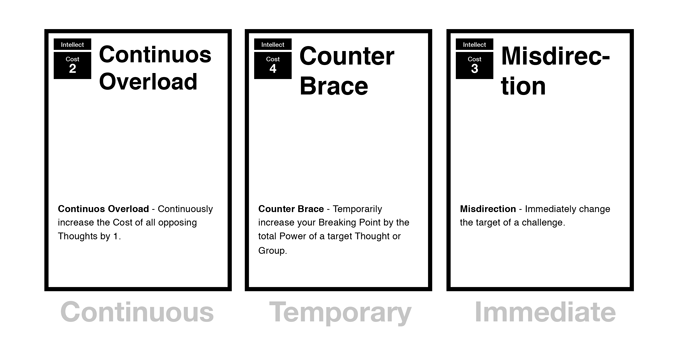 Intellect
Cost
2
Continuos
Overload
Continuos Overload - Continuously
increase the Cost of all opposing
Thoughts by 1.
Continuous
Intellect
Cost
4
Counter
Brace
Counter Brace - Temporarily
increase your Breaking Point by the
total Power of a target Thought or
Group.
Temporary
Intellect
Cost
3
Misdirec-
tion
Misdirection - Immediately change
the target of a challenge.
Immediate